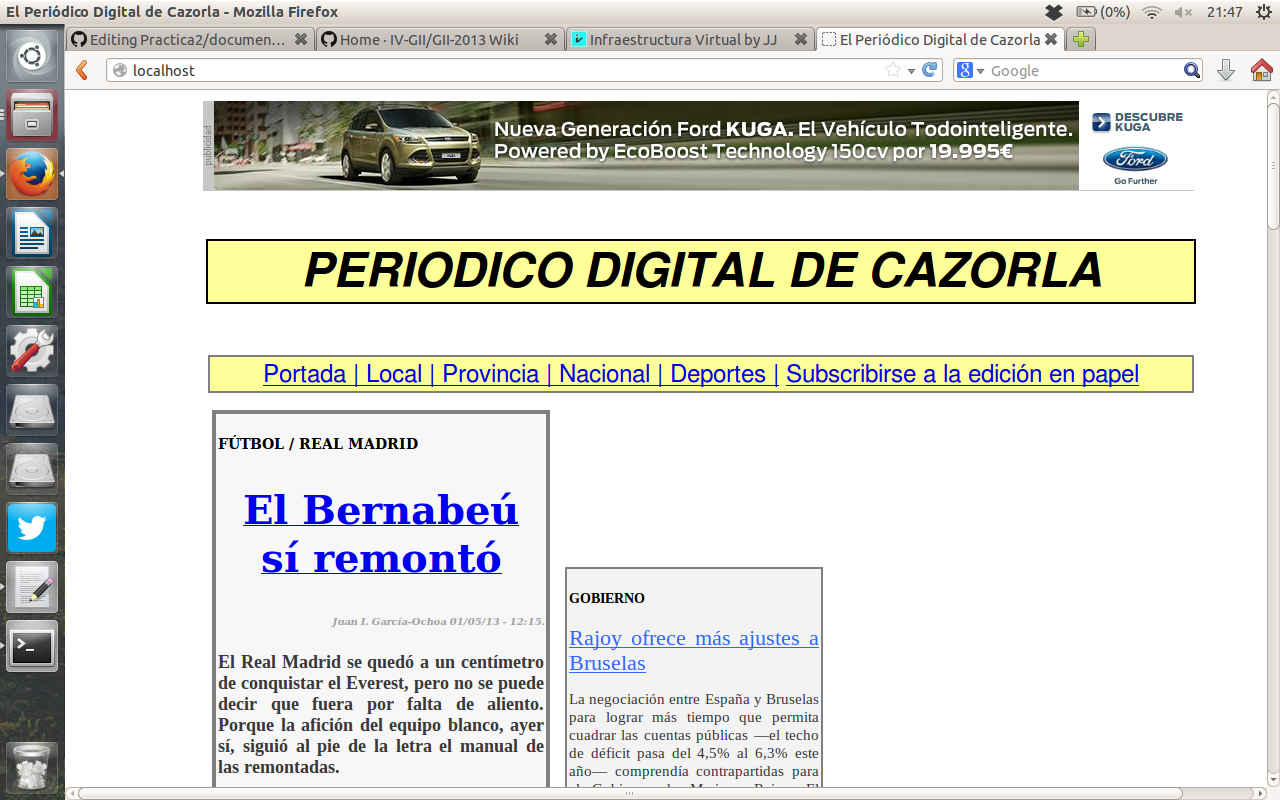 El Periódico Digital de Cazorla - Mozilla Firefox
(0%)
21:47
Editing Practica2/documen...
Home · IV-GII/GII-2013 Wiki
Infraestructura Virtual by JJ
El Periódico Digital de Cazorla
localhost
Google
publicidad
Nueva Generación Ford KUGA. El Vehículo Todointeligente.
Powered by EcoBoost Technology 150cv por 19.995€
DESCUBRE
KUGA
Ford
Go Further
PERIODICO DIGITAL DE CAZORLA
Portada | Local | Provincia | Nacional | Deportes | Subscribirse a la edición en papel
FÚTBOL / REAL MADRID
El Bernabeú
sí remontó
Juan I. García-Ochoa 01/05/13 - 12:15.
El Real Madrid se quedó a un centímetro
de conquistar el Everest, pero no se puede
decir que fuera por falta de aliento.
Porque la afición del equipo blanco, ayer
sí, siguió al pie de la letra el manual de
las remontadas.
GOBIERNO
Rajoy ofrece más ajustes a
Bruselas
La negociación entre España y Bruselas
para lograr más tiempo que permita
cuadrar las cuentas públicas —el techo
de déficit pasa del 4,5% al 6,3% este
año— comprendía contrapartidas para